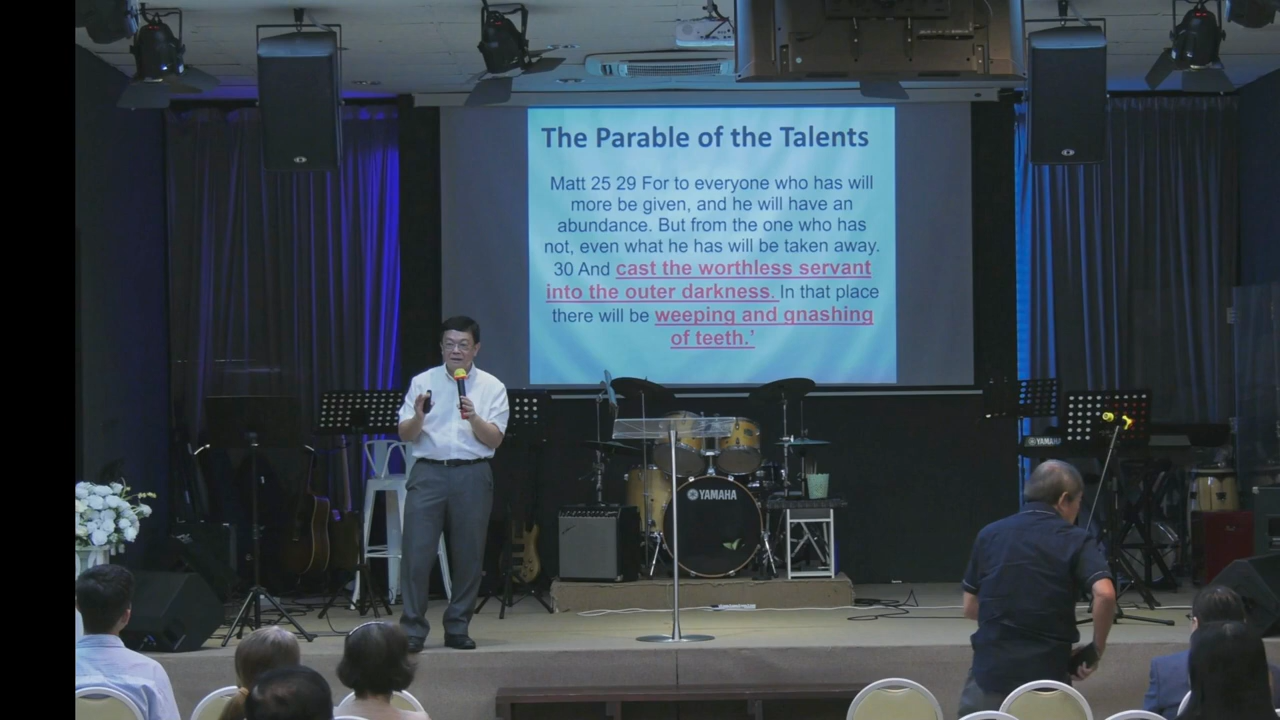 The Parable of the Talents
Matt 25 29 For to everyone who has will
more be given, and he will have an
abundance. But from the one who has
not, even what he has will be taken away.
30 And cast the worthless servant
into the outer darkness. In that place
there will be weeping and gnashing
of teeth.’
YAMAHA
YAMAHA